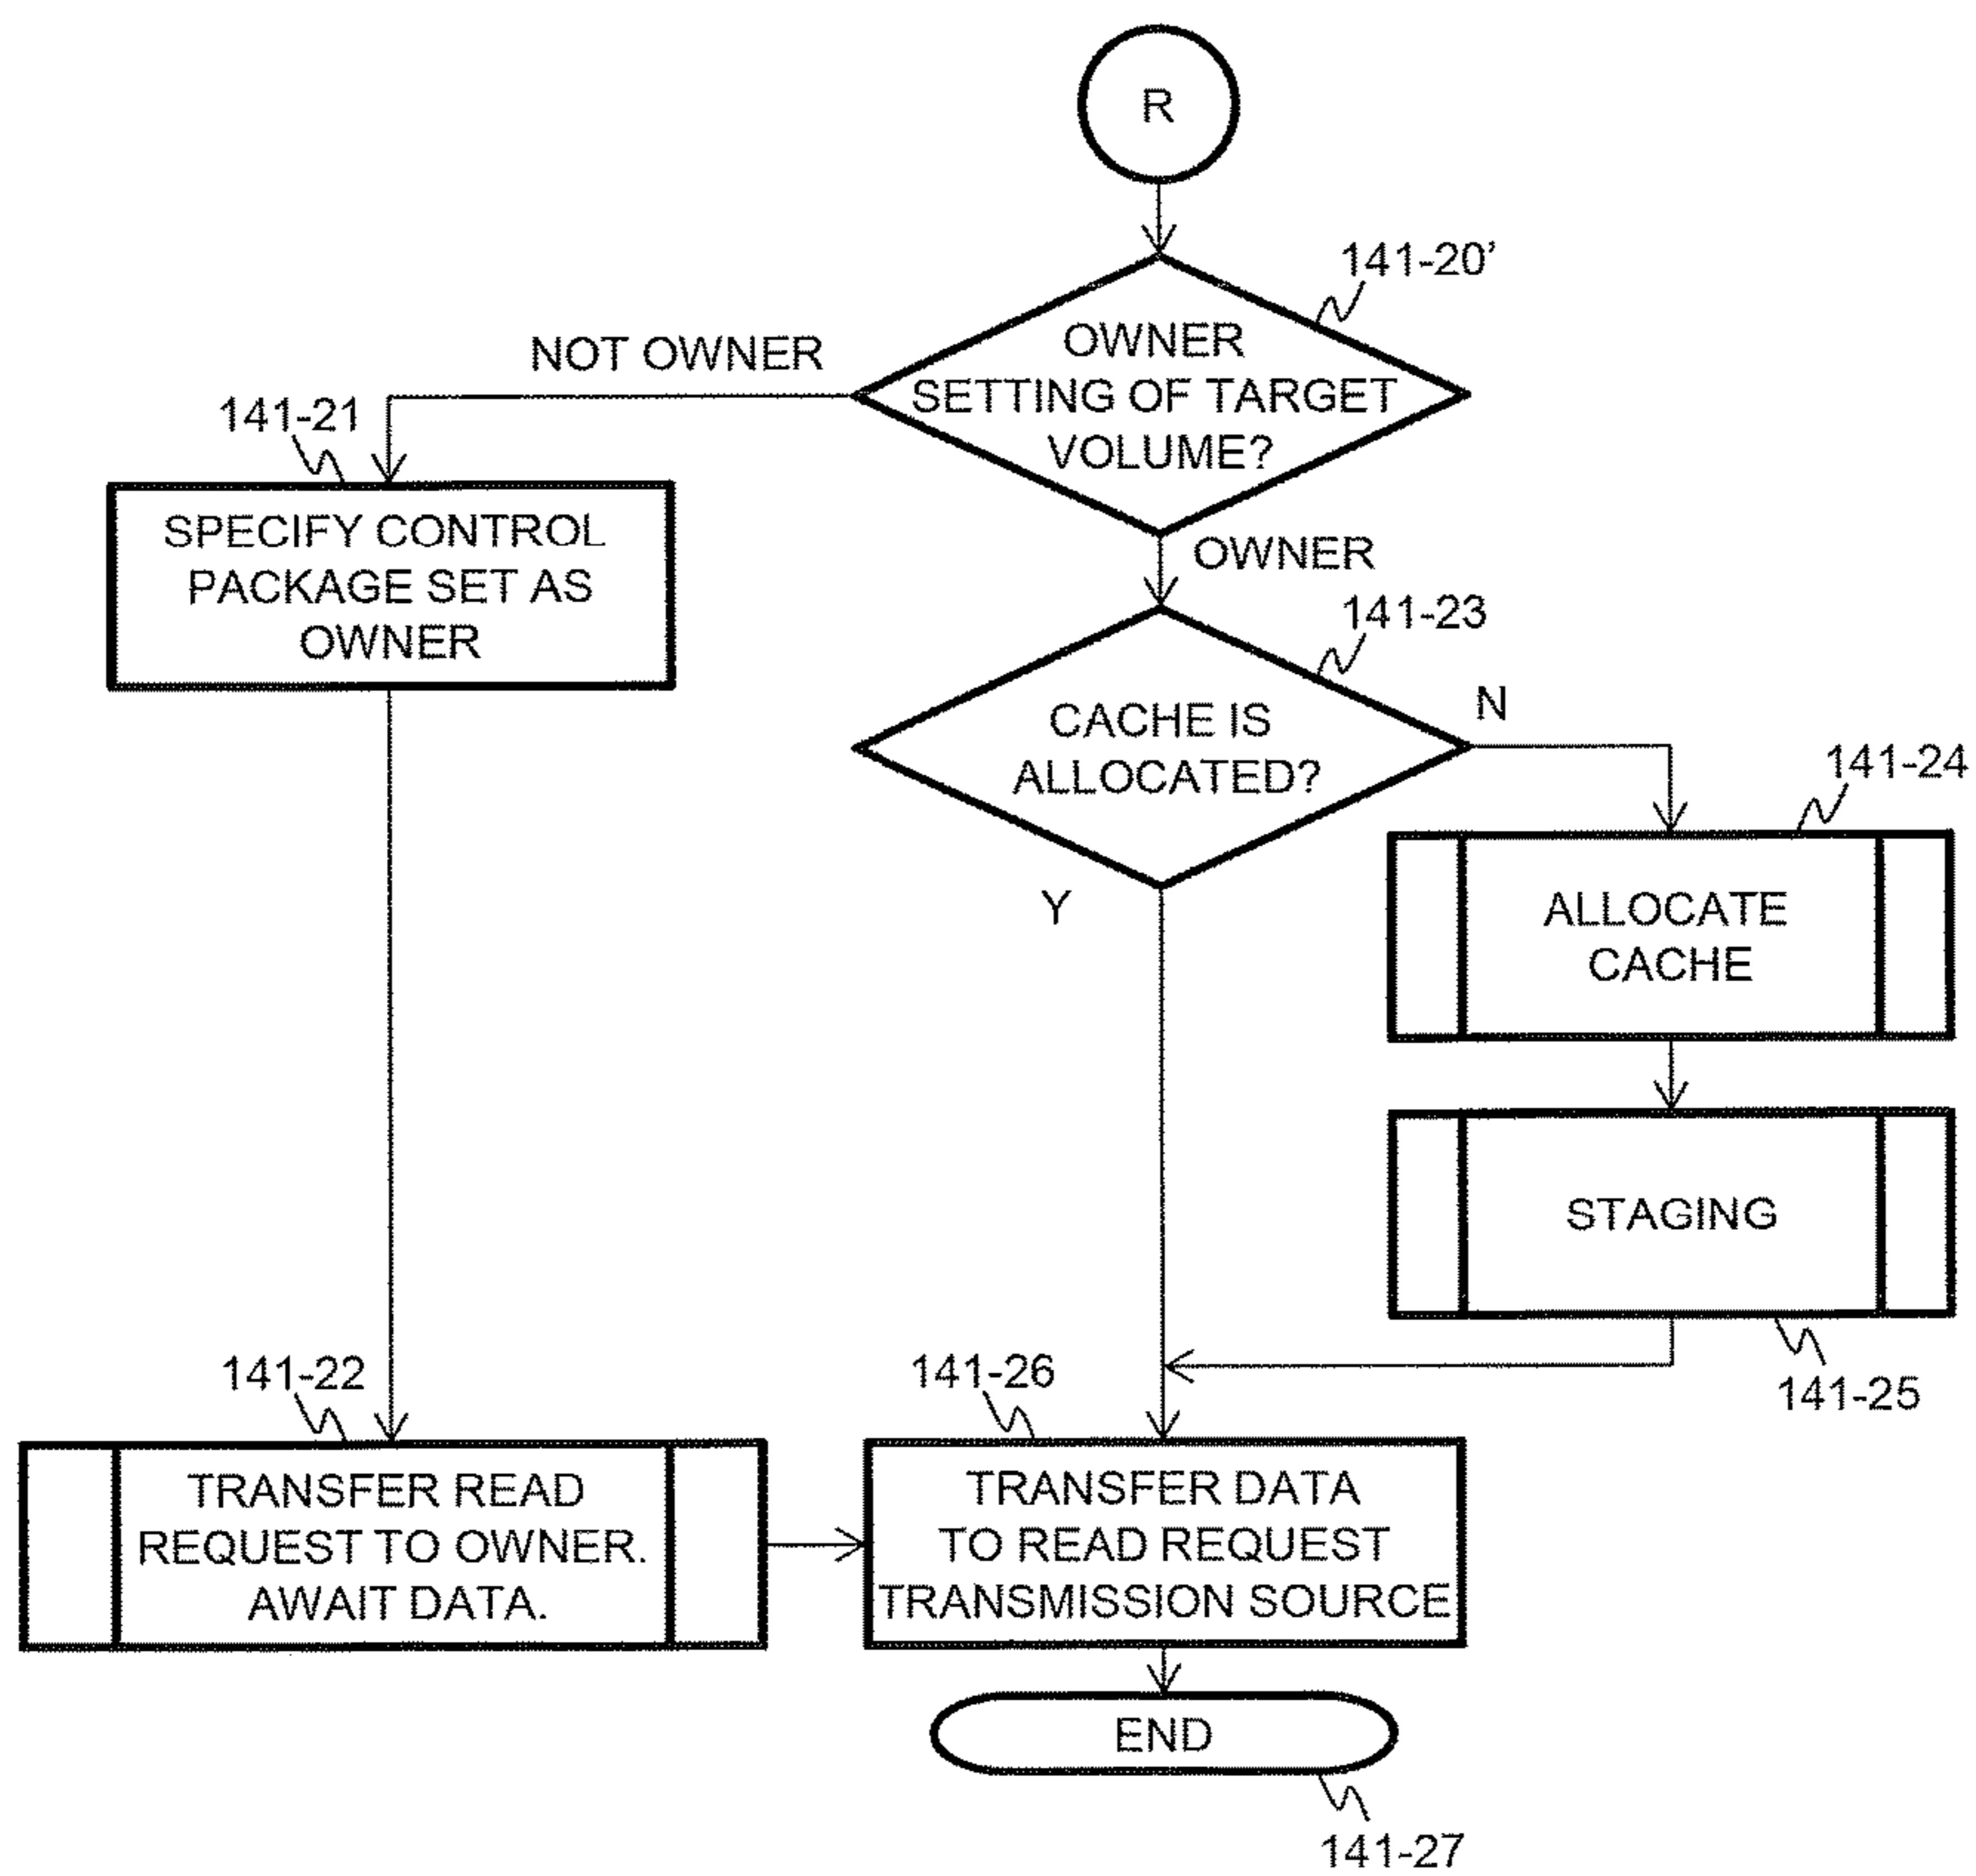 R
141-20’
OWNER
SETTING OF TARGET
VOLUME?
NOT OWNER
141-21
SPECIFY CONTROL
PACKAGE SET AS
OWNER
OWNER
141-23
CACHE IS
ALLOCATED?
N
Y
141-24
ALLOCATE
CACHE
STAGING
141-25
141-22
TRANSFER READ
REQUEST TO OWNER.
AWAIT DATA.
141-26
TRANSFER DATA
TO READ REQUEST
TRANSMISSION SOURCE
END
141-27